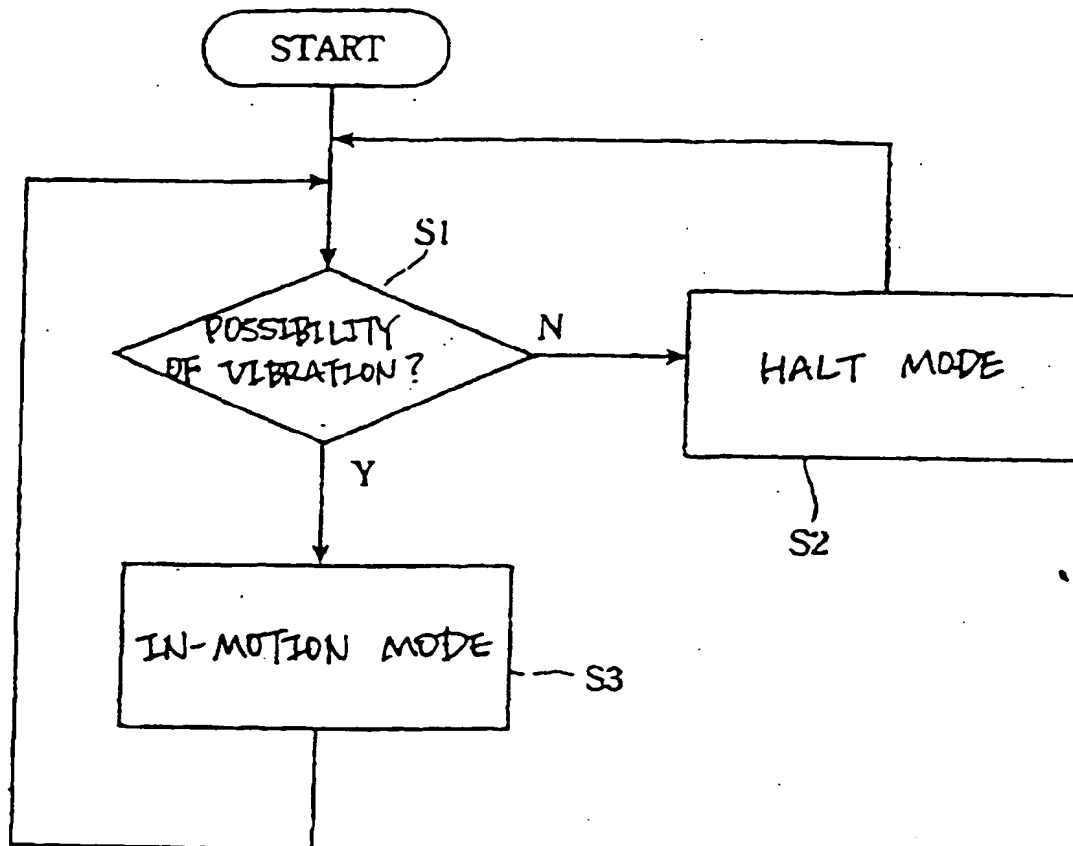 START
S1
POSSIBILITY
OF VIBRATION?
N
HALT MODE
Y
S2
IN-MOTION MODE
S3